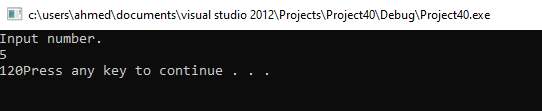 c:\users\ahmed\documents\visual studio 2012\Projects\Project40\Debug\Project40.exe
Input number.
5
120Press any key to continue . . .